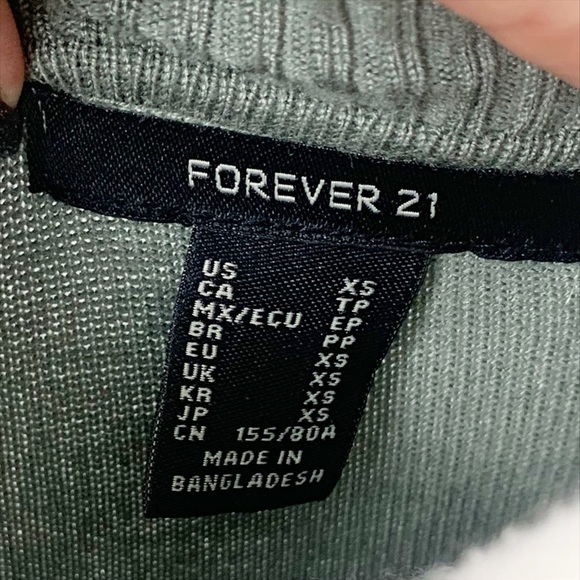 FOREVER 21
US XS
CA TP
MX/ECU EP
BR PP
EU XS
UK XS
KR XS
JP XS
CN 155/80A
MADE IN
BANGLADESH